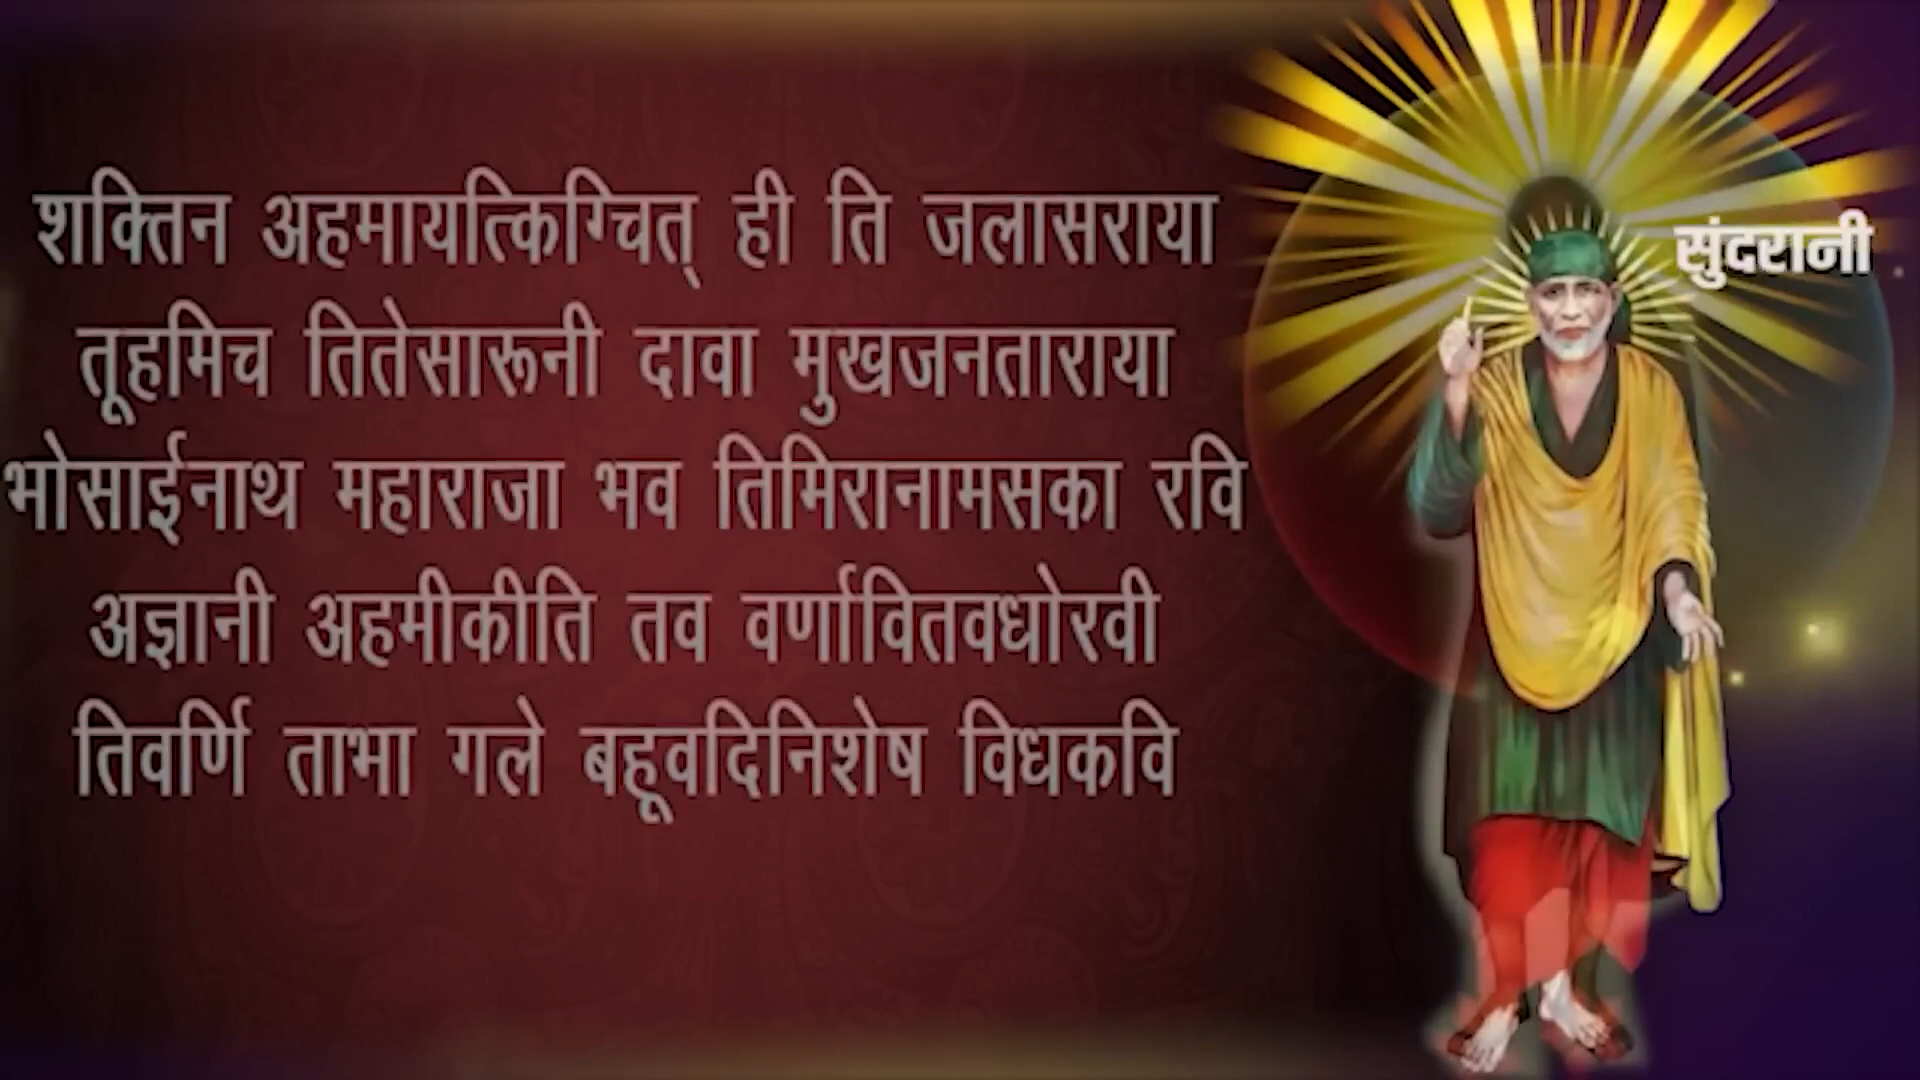 शक्तिन अहमायत्किग्चित् ही ति जलासराया
सुंदरानी
तूहमिच तितेसारूनी दावा मुखजनताराया
भोसाईनाथ महाराजा भव तिमिरानामसका रवि
अज्ञानी अहमीकीति तव वर्णावितवधोरवी
तिवर्णि ताभा गले बहूवदिनिशेष विधकवि